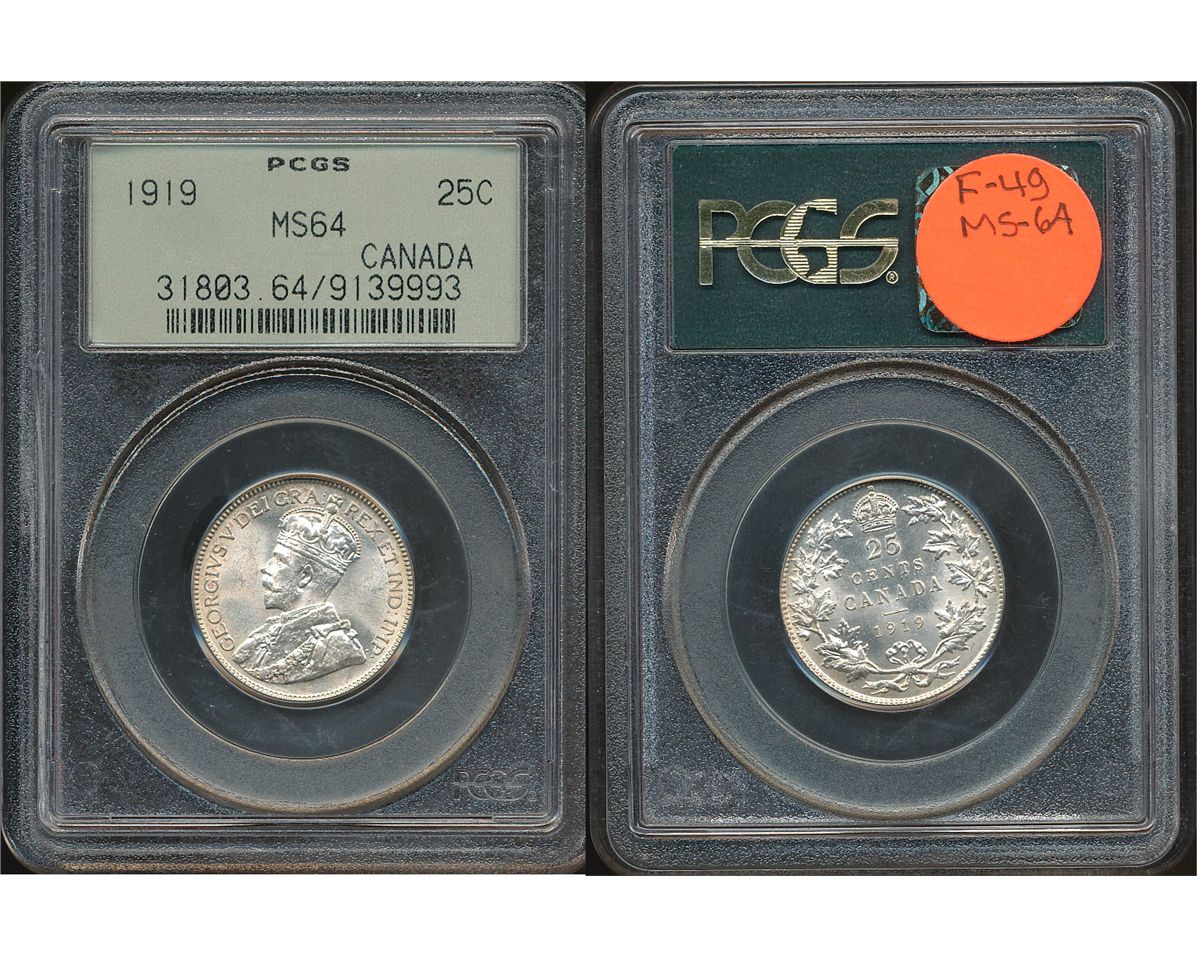 PCGS
1919 25C
MS64
CANADA
31803.64/9139993
GEORGIVS V DEI GRA: REX ET IND: IMP:
PCGS
PCGS®
F-49
MS-64
25
CENTS
CANADA
1919